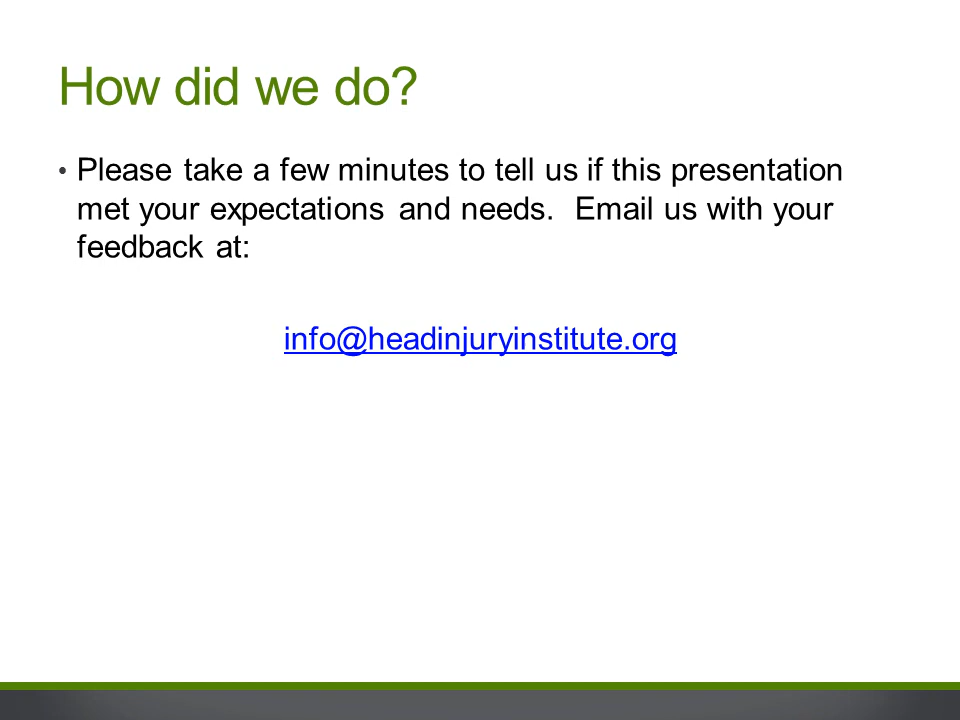 How did we do?
• Please take a few minutes to tell us if this presentation
met your expectations and needs.  Email us with your
feedback at:
info@headinjuryinstitute.org